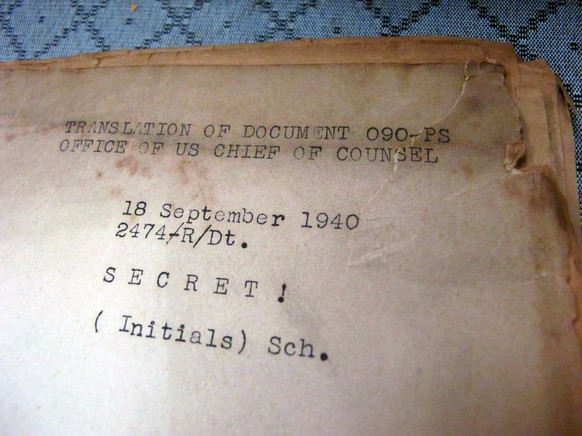 TRANSLATION OF DOCUMENT 090-PS
OFFICE OF US CHIEF OF COUNSEL
18 September 1940
2474-R/Dt.
S E C R E T !
( Initials) Sch.